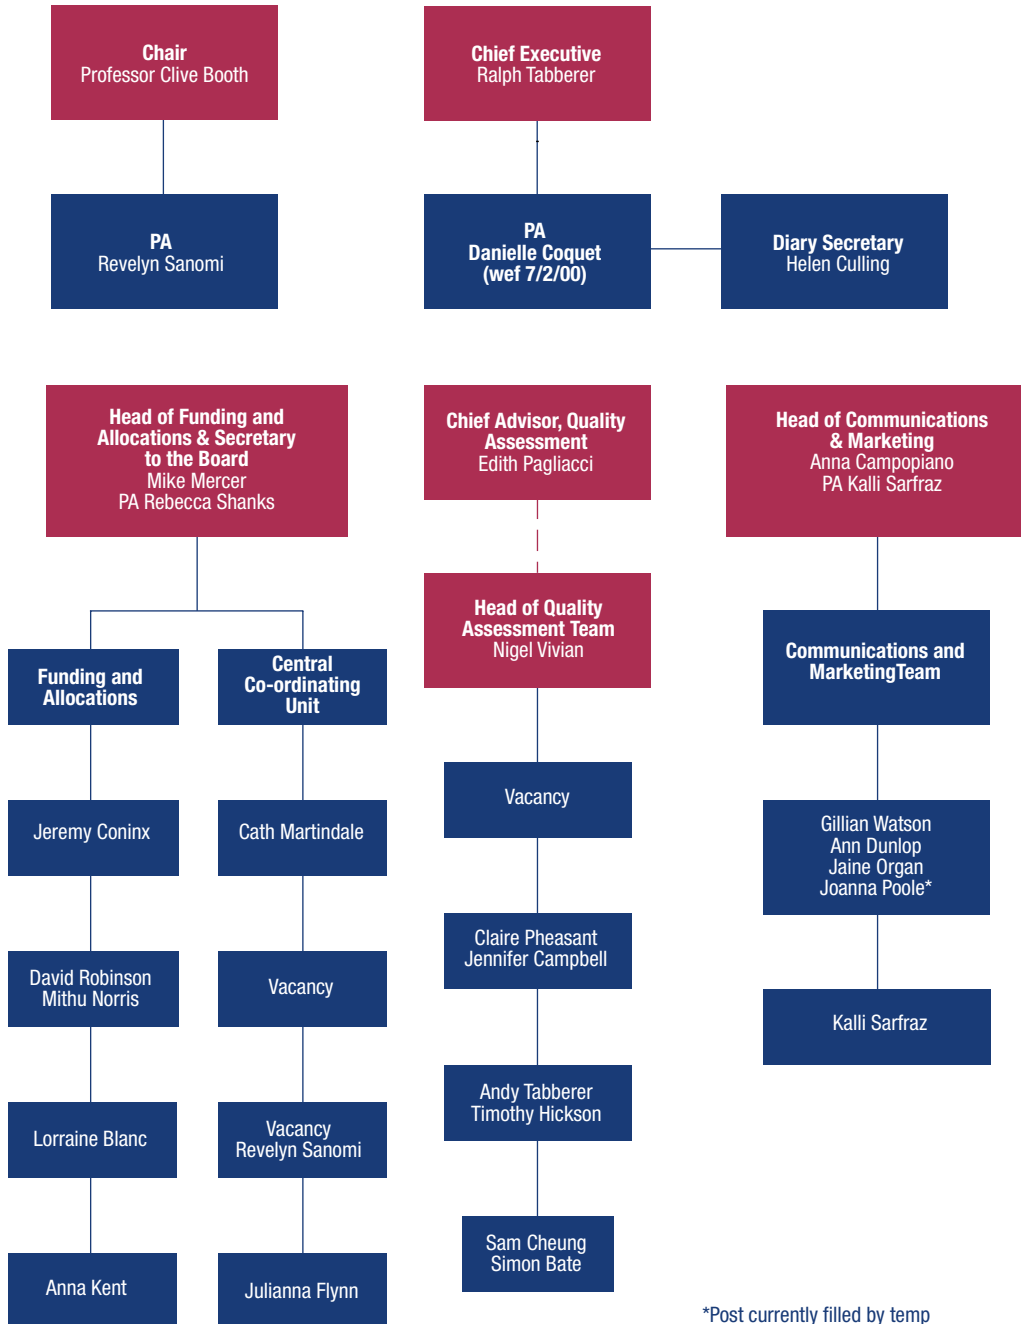 Chair
Professor Clive Booth
Chief Executive
Ralph Tabberer
PA
Revelyn Sanomi
PA
Danielle Coquet
(wef 7/2/00)
Diary Secretary
Helen Culling
Head of Funding and
Allocations & Secretary
to the Board
Mike Mercer
PA Rebecca Shanks
Chief Advisor, Quality
Assessment
Edith Pagliacci
Head of Communications
& Marketing
Anna Campopiano
PA Kalli Sarfraz
Head of Quality
Assessment Team
Nigel Vivian
Funding and
Allocations
Central
Co-ordinating
Unit
Communications and
MarketingTeam
Jeremy Coninx
Cath Martindale
Vacancy
Gillian Watson
Ann Dunlop
Jaine Organ
Joanna Poole*
David Robinson
Mithu Norris
Vacancy
Claire Pheasant
Jennifer Campbell
Kalli Sarfraz
Lorraine Blanc
Vacancy
Revelyn Sanomi
Andy Tabberer
Timothy Hickson
Anna Kent
Julianna Flynn
Sam Cheung
Simon Bate
*Post currently filled by temp